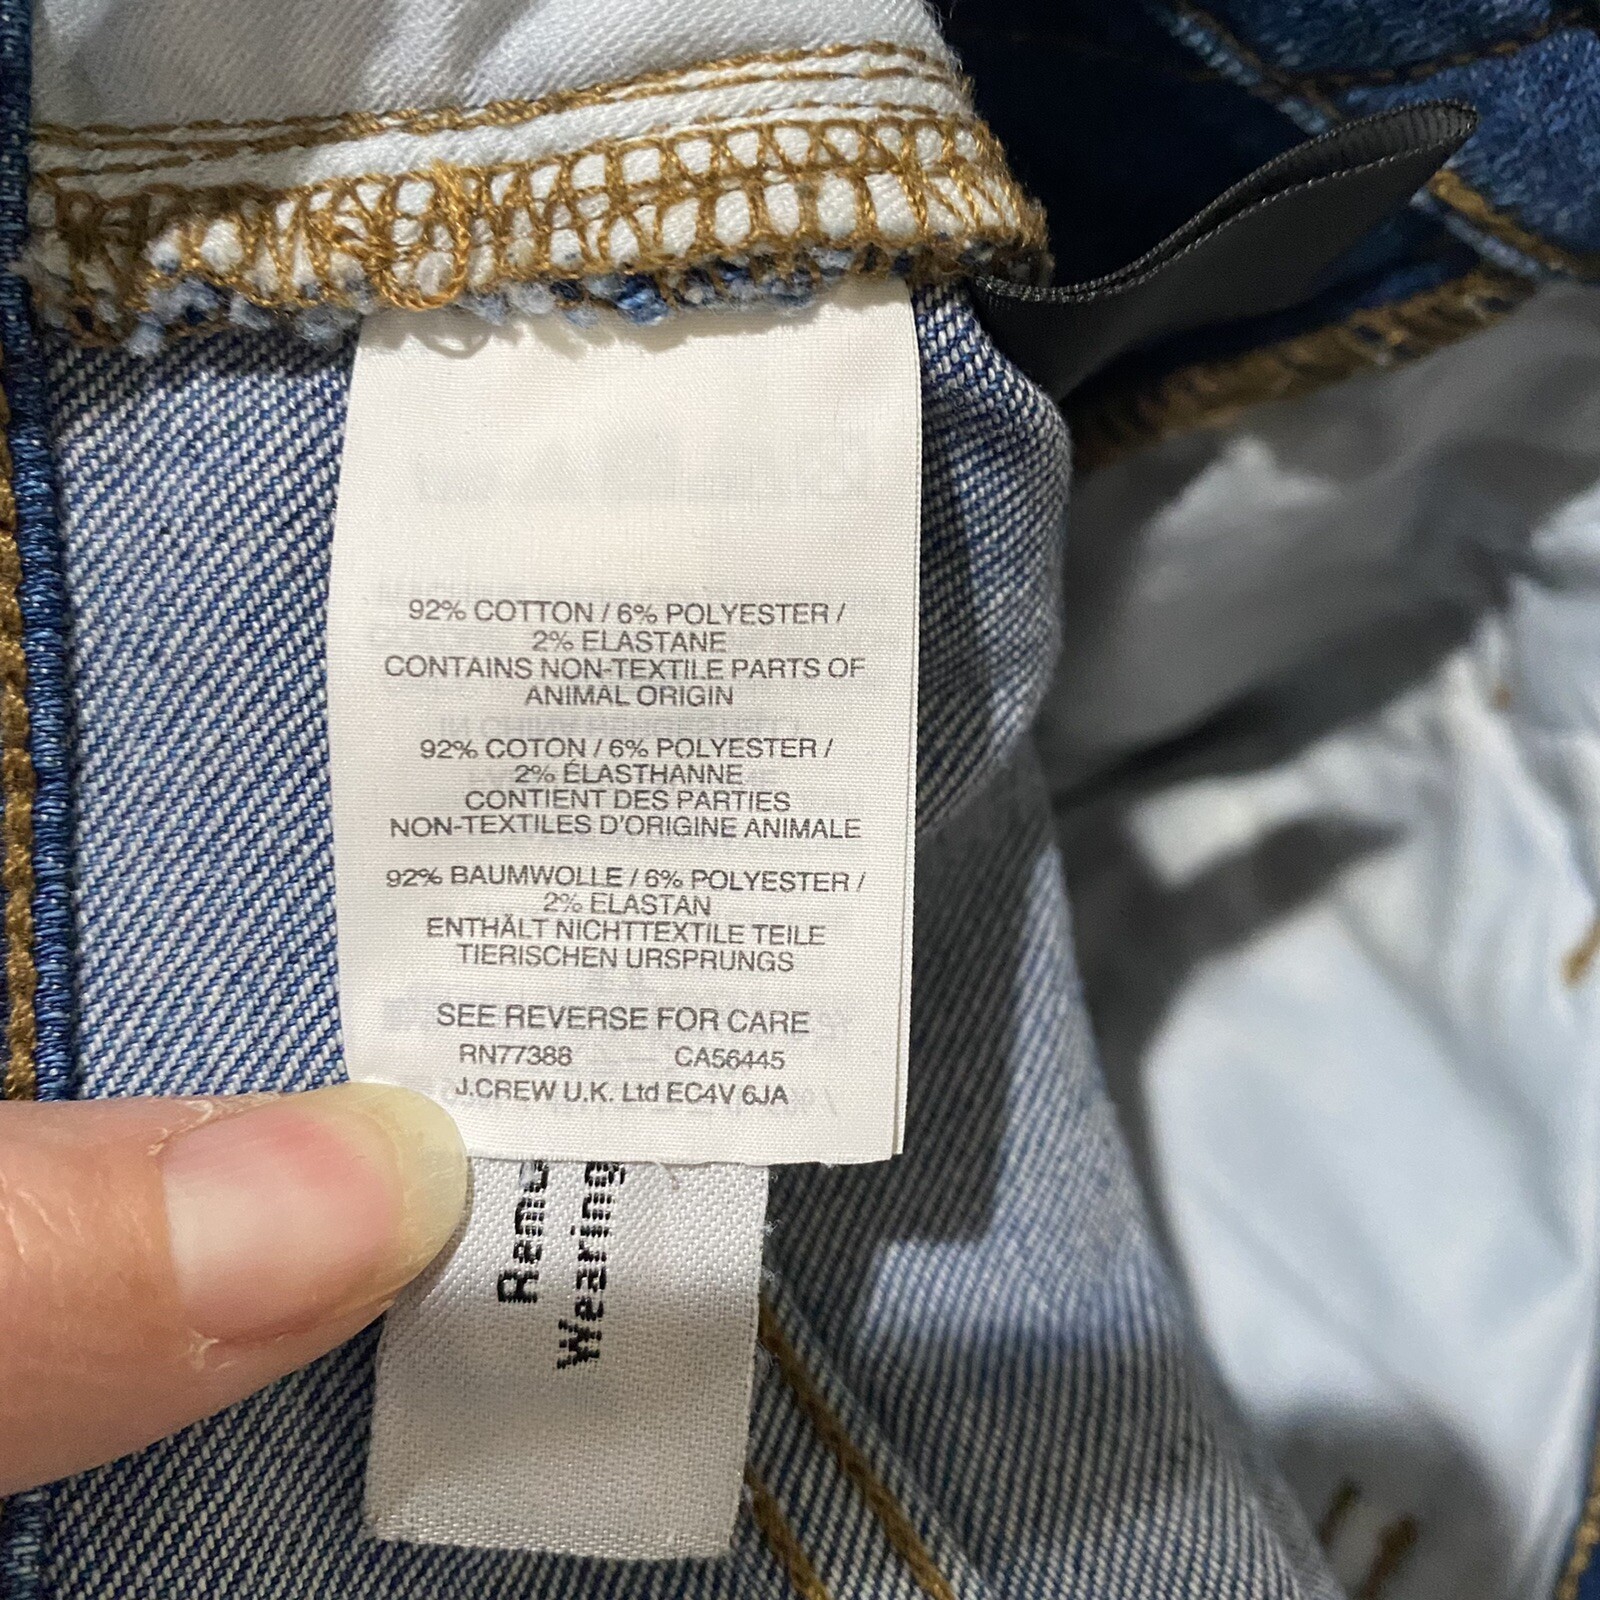 92% COTTON / 6% POLYESTER /
2% ELASTANE
CONTAINS NON-TEXTILE PARTS OF
ANIMAL ORIGIN
92% COTON / 6% POLYESTER /
2% ÉLASTHANNE
CONTIENT DES PARTIES
NON-TEXTILES D'ORIGINE ANIMALE
92% BAUMWOLLE / 6% POLYESTER /
2% ELASTAN
ENTHÄLT NICHTTEXTILE TEILE
TIERISCHEN URSPRUNGS
SEE REVERSE FOR CARE
RN77388 CA56445
J.CREW U.K. Ltd EC4V 6JA
Wearing